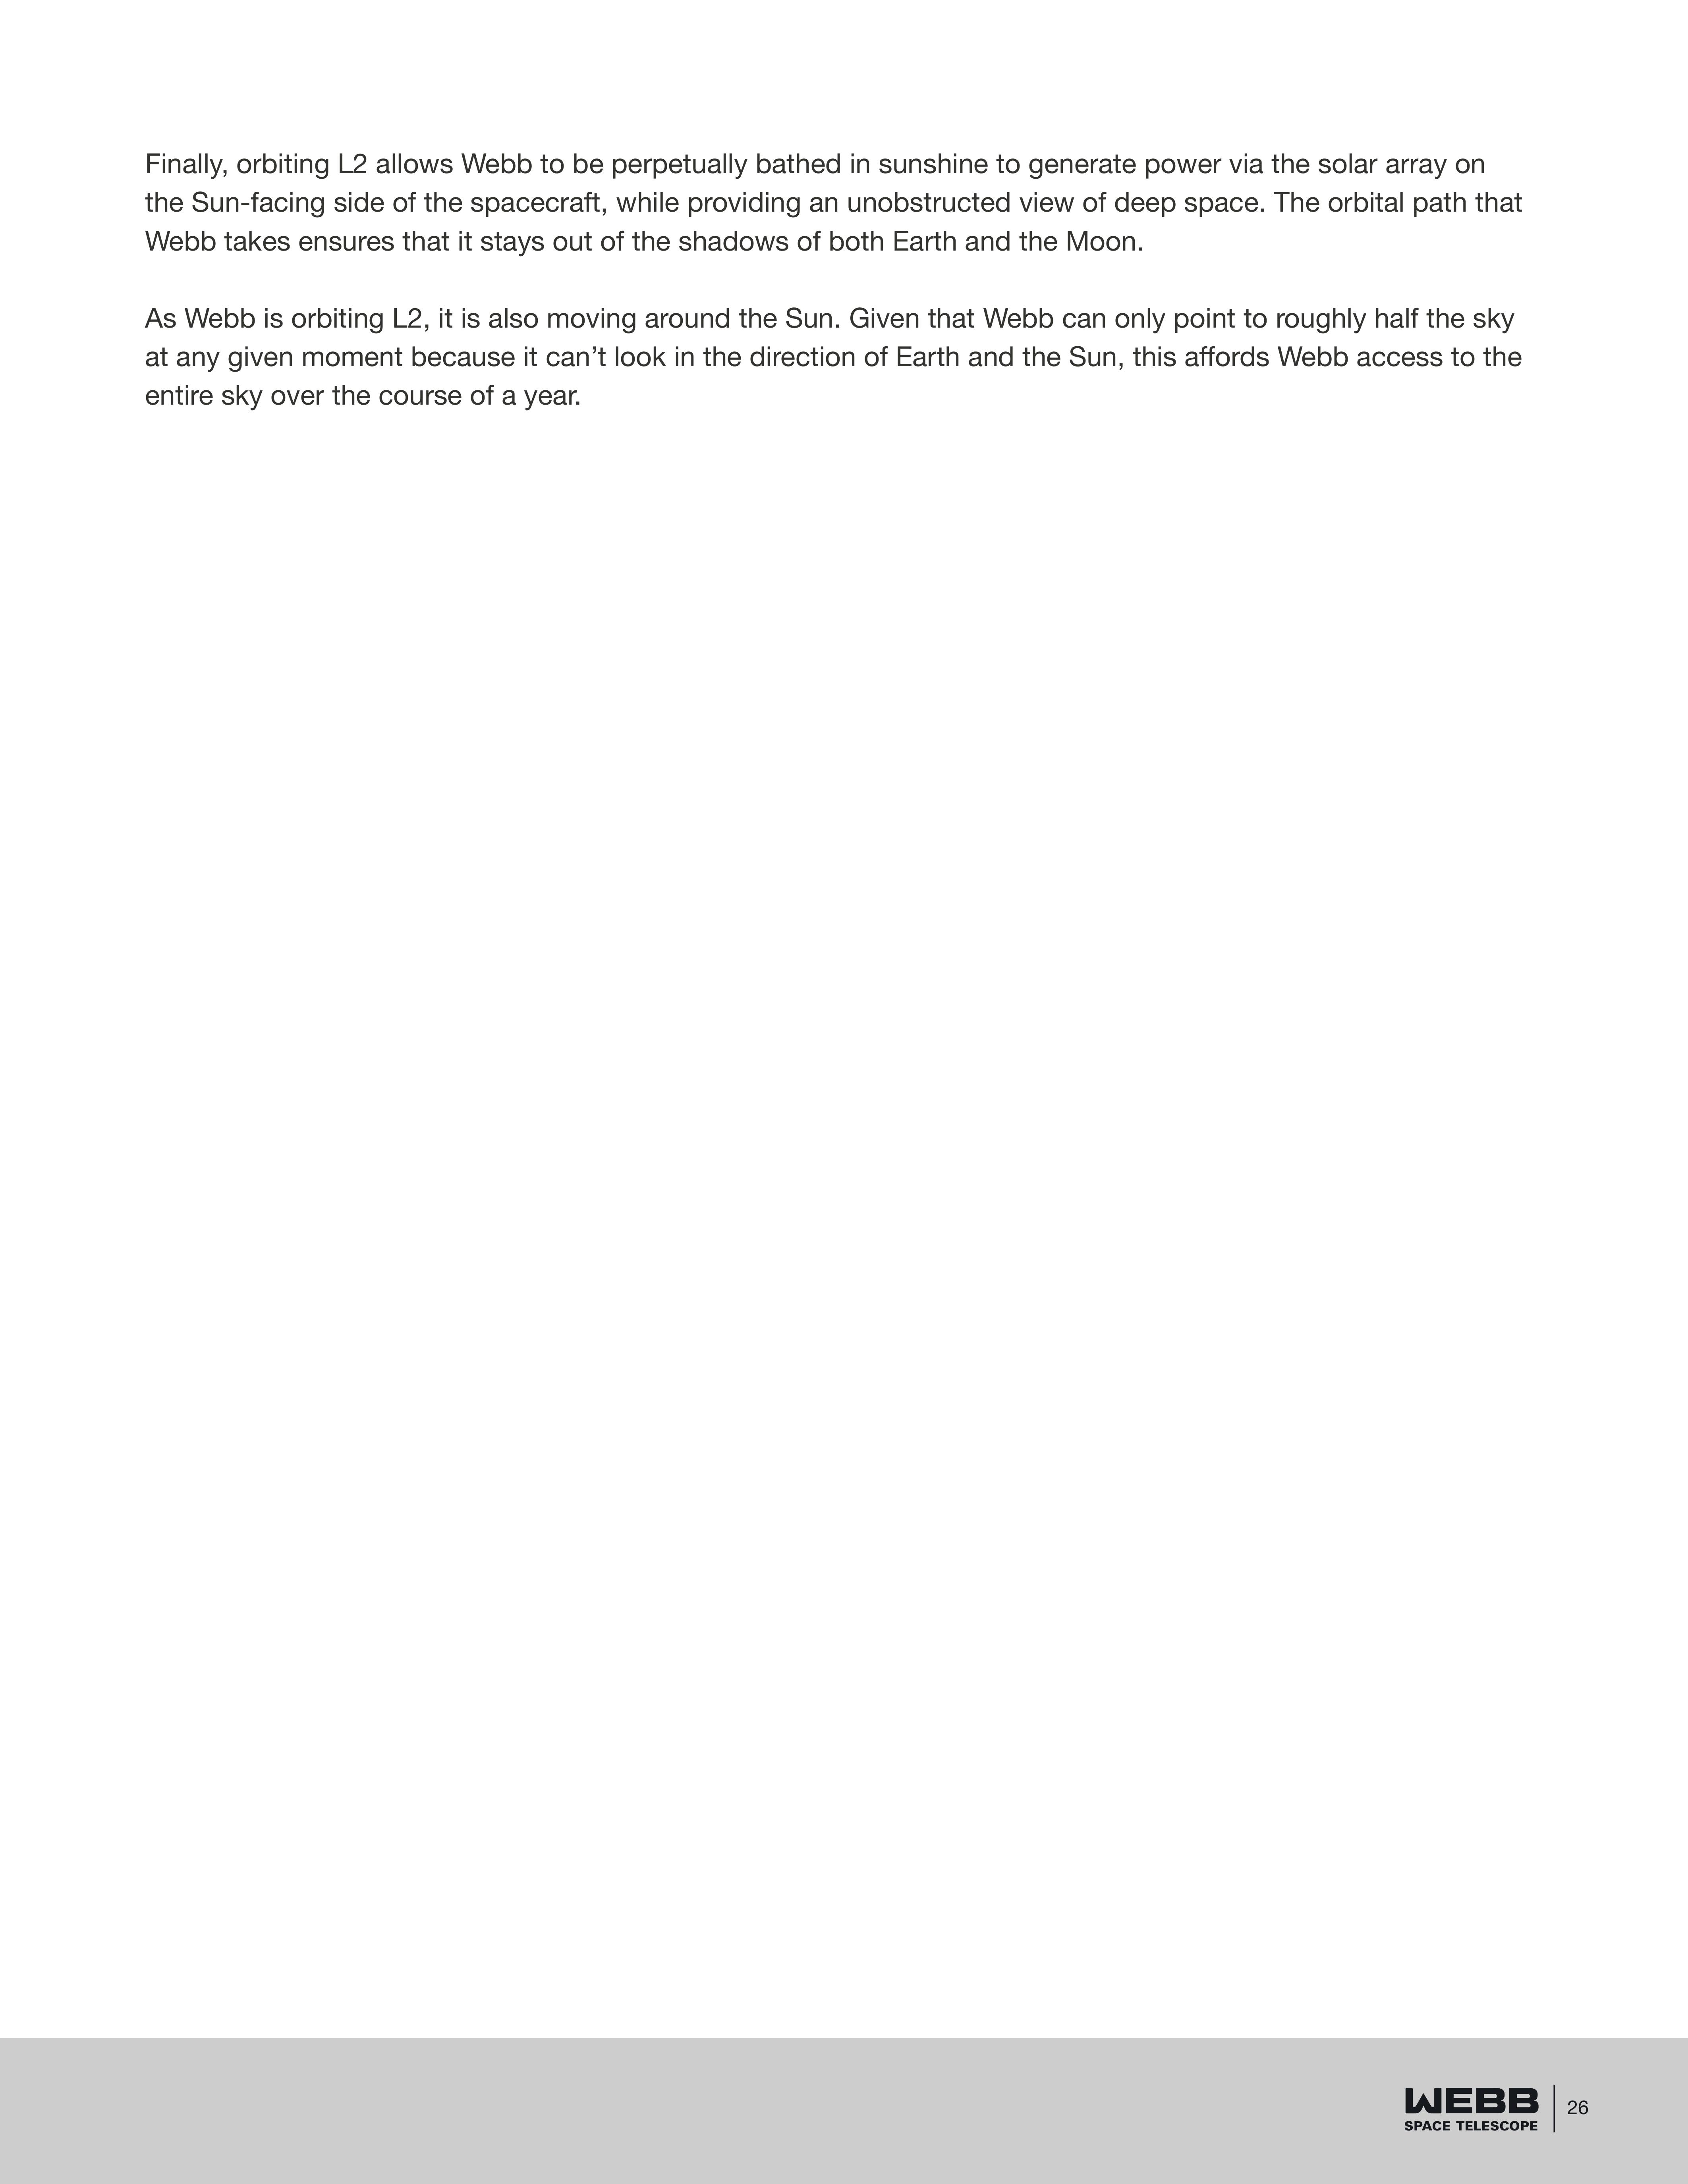 Finally, orbiting L2 allows Webb to be perpetually bathed in sunshine to generate power via the solar array on
the Sun-facing side of the spacecraft, while providing an unobstructed view of deep space. The orbital path that
Webb takes ensures that it stays out of the shadows of both Earth and the Moon.
As Webb is orbiting L2, it is also moving around the Sun. Given that Webb can only point to roughly half the sky
at any given moment because it can’t look in the direction of Earth and the Sun, this affords Webb access to the
entire sky over the course of a year.
WEBB
SPACE TELESCOPE
26